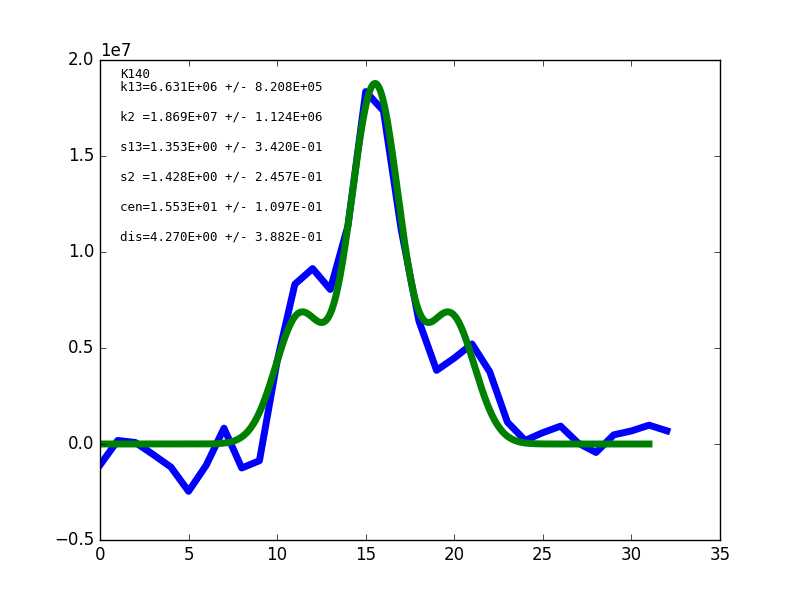 1e7
2.0
K140
k13=6.631E+06 +/- 8.208E+05
k2 =1.869E+07 +/- 1.124E+06
1.5
s13=1.353E+00 +/- 3.420E-01
s2 =1.428E+00 +/- 2.457E-01
cen=1.553E+01 +/- 1.097E-01
dis=4.270E+00 +/- 3.882E-01
1.0
0.5
0.0
−0.5
0 5 10 15 20 25 30 35